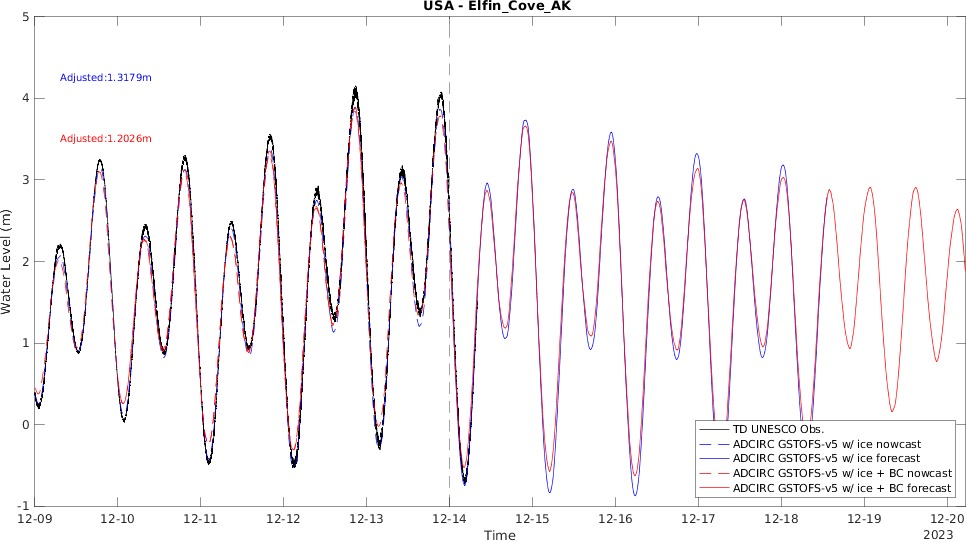 USA - Elfin_Cove_AK
5
4
3
2
1
0
-1
Water Level (m)
Adjusted:1.3179m
Adjusted:1.2026m
TD UNESCO Obs.
ADCIRC GSTOFS-v5 w/ ice nowcast
ADCIRC GSTOFS-v5 w/ ice forecast
ADCIRC GSTOFS-v5 w/ ice + BC nowcast
ADCIRC GSTOFS-v5 w/ ice + BC forecast
12-09 12-10 12-11 12-12 12-13 12-14 12-15 12-16 12-17 12-18 12-19 12-20
2023
Time